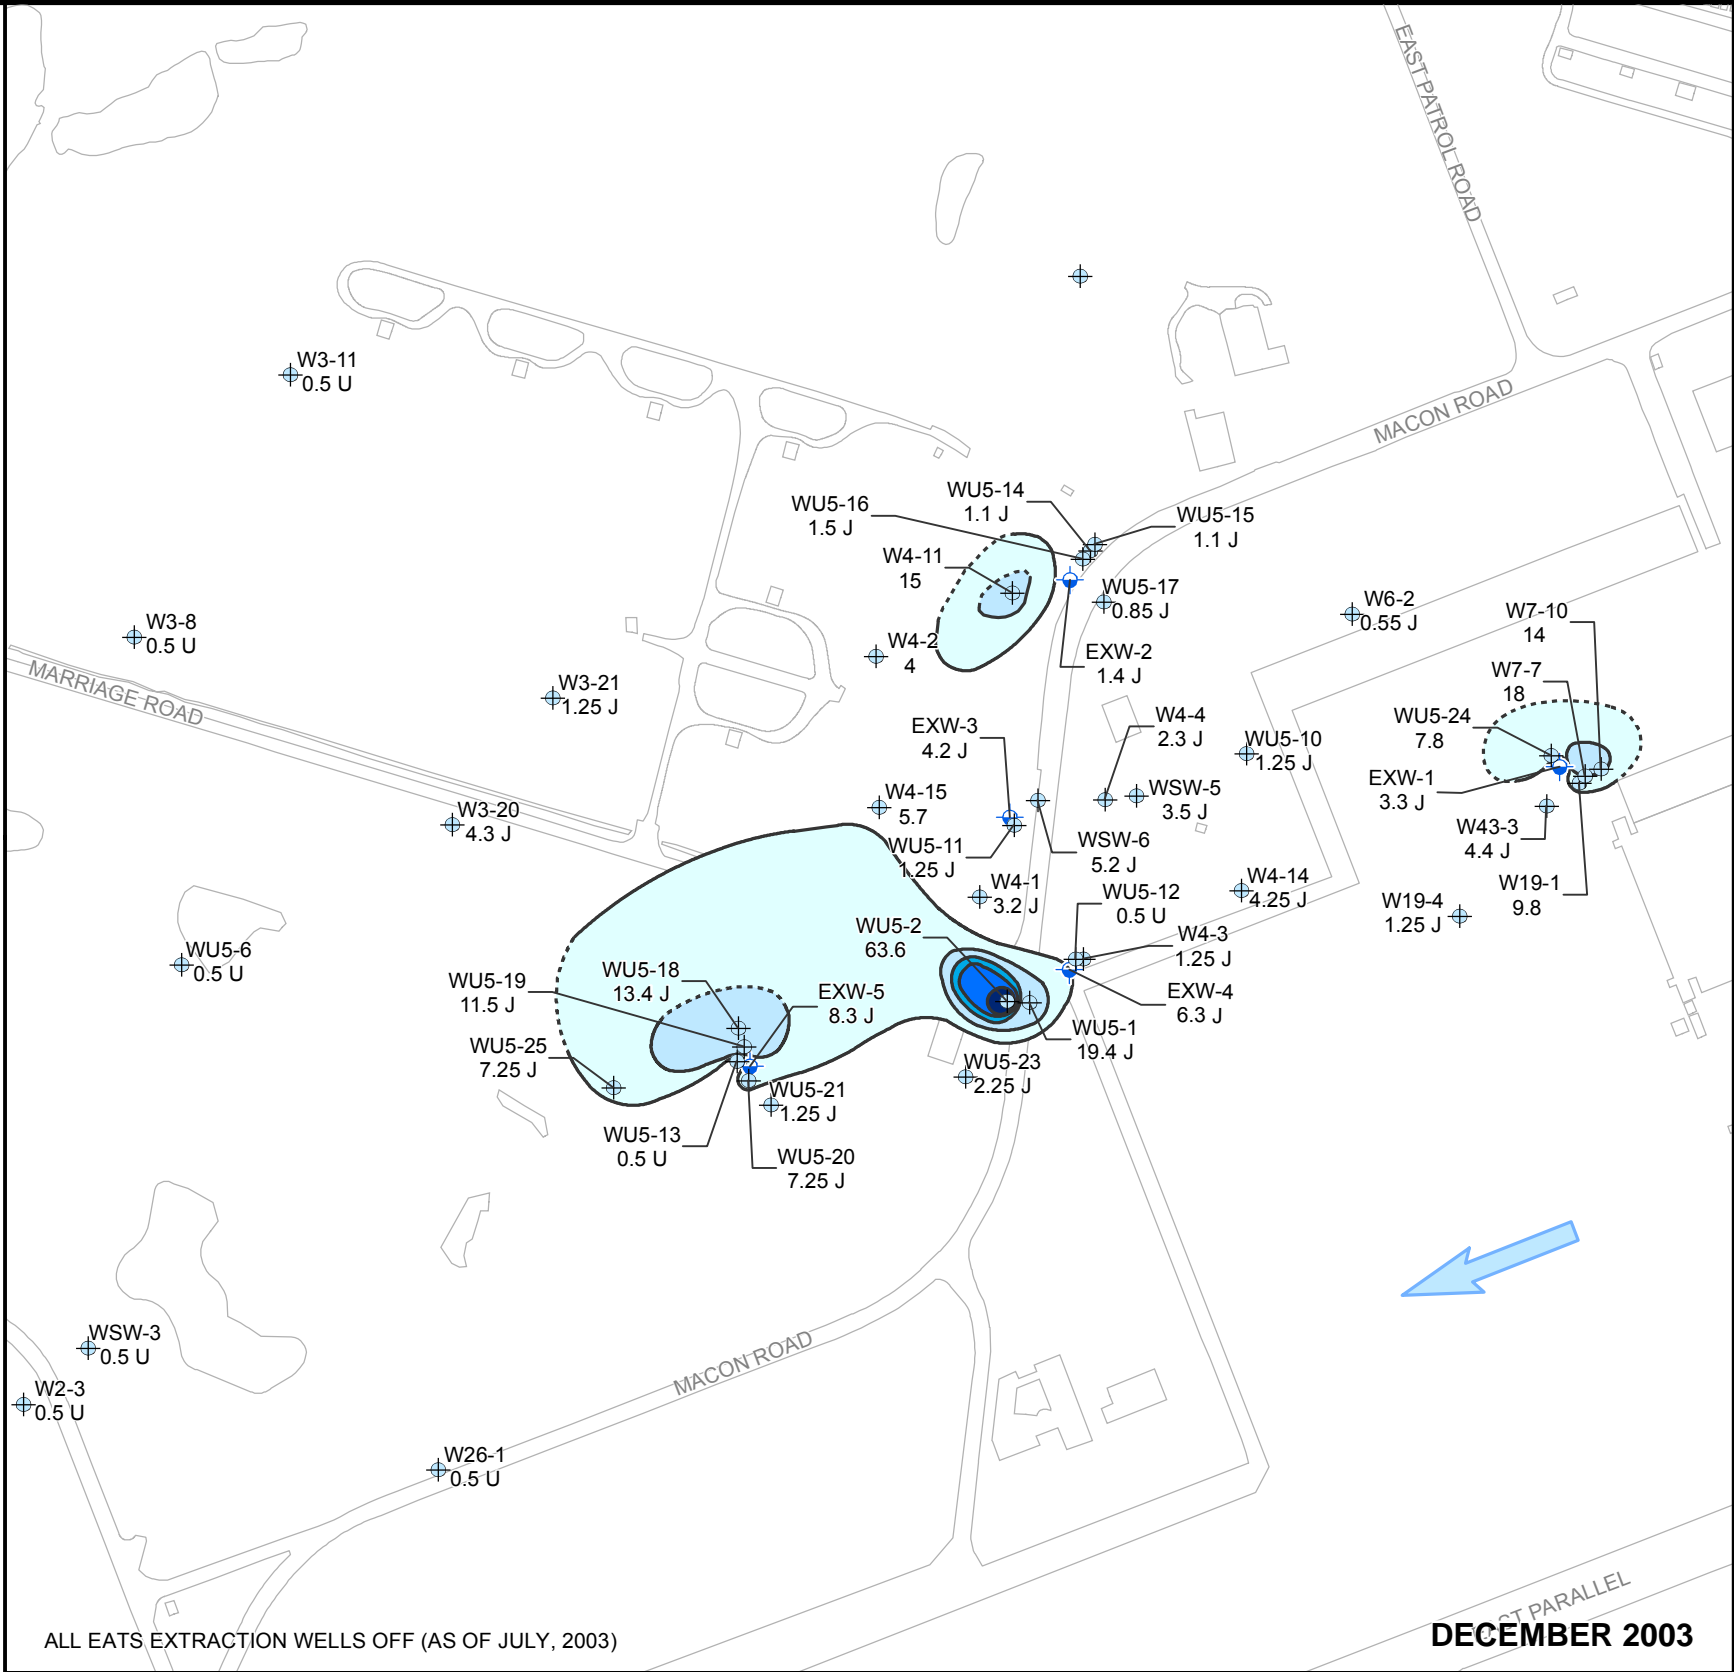 EAST PATROL ROAD
W3-11
0.5 U
MACON ROAD
WU5-14
1.1 J
WU5-16
1.5 J
WU5-15
1.1 J
W4-11
15
WU5-17
0.85 J
W6-2
0.55 J
W7-10
14
W3-8
0.5 U
W4-2
4
EXW-2
1.4 J
W7-7
18
MARRIAGE ROAD
W3-21
1.25 J
EXW-3
4.2 J
W4-4
2.3 J
WU5-24
7.8
WU5-10
1.25 J
EXW-1
3.3 J
WSW-5
3.5 J
W4-15
5.7
W3-20
4.3 J
WU5-11
1.25 J
WSW-6
5.2 J
W43-3
4.4 J
W4-1
3.2 J
WU5-12
0.5 U
W4-14
4.25 J
W19-1
9.8
W19-4
1.25 J
WU5-2
63.6
W4-3
1.25 J
WU5-6
0.5 U
WU5-18
13.4 J
WU5-19
11.5 J
EXW-5
8.3 J
EXW-4
6.3 J
WU5-1
19.4 J
WU5-25
7.25 J
WU5-23
2.25 J
WU5-21
1.25 J
WU5-13
0.5 U
WU5-20
7.25 J
WSW-3
0.5 U
MACON ROAD
W2-3
0.5 U
W26-1
0.5 U
EAST PARALLEL
ALL EATS EXTRACTION WELLS OFF (AS OF JULY, 2003)
DECEMBER 2003